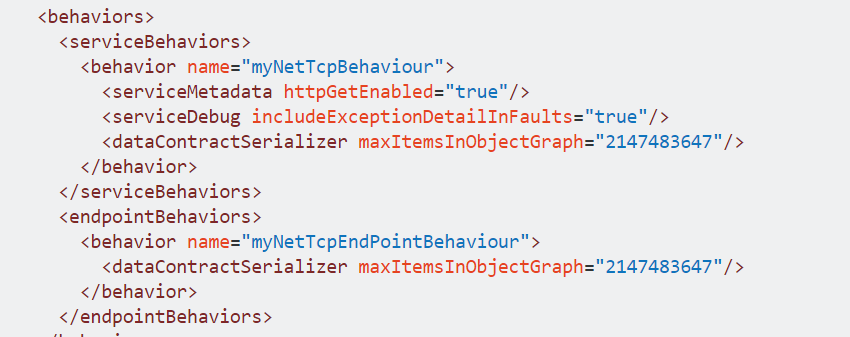 <behaviors>
<serviceBehaviors>
<behavior name="myNetTcpBehaviour">
<serviceMetadata httpGetEnabled="true"/>
<serviceDebug includeExceptionDetailInFaults="true"/>
<dataContractSerializer maxItemsInObjectGraph="2147483647"/>
</behavior>
</serviceBehaviors>
<endpointBehaviors>
<behavior name="myNetTcpEndPointBehaviour">
<dataContractSerializer maxItemsInObjectGraph="2147483647"/>
</behavior>
</endpointBehaviors>